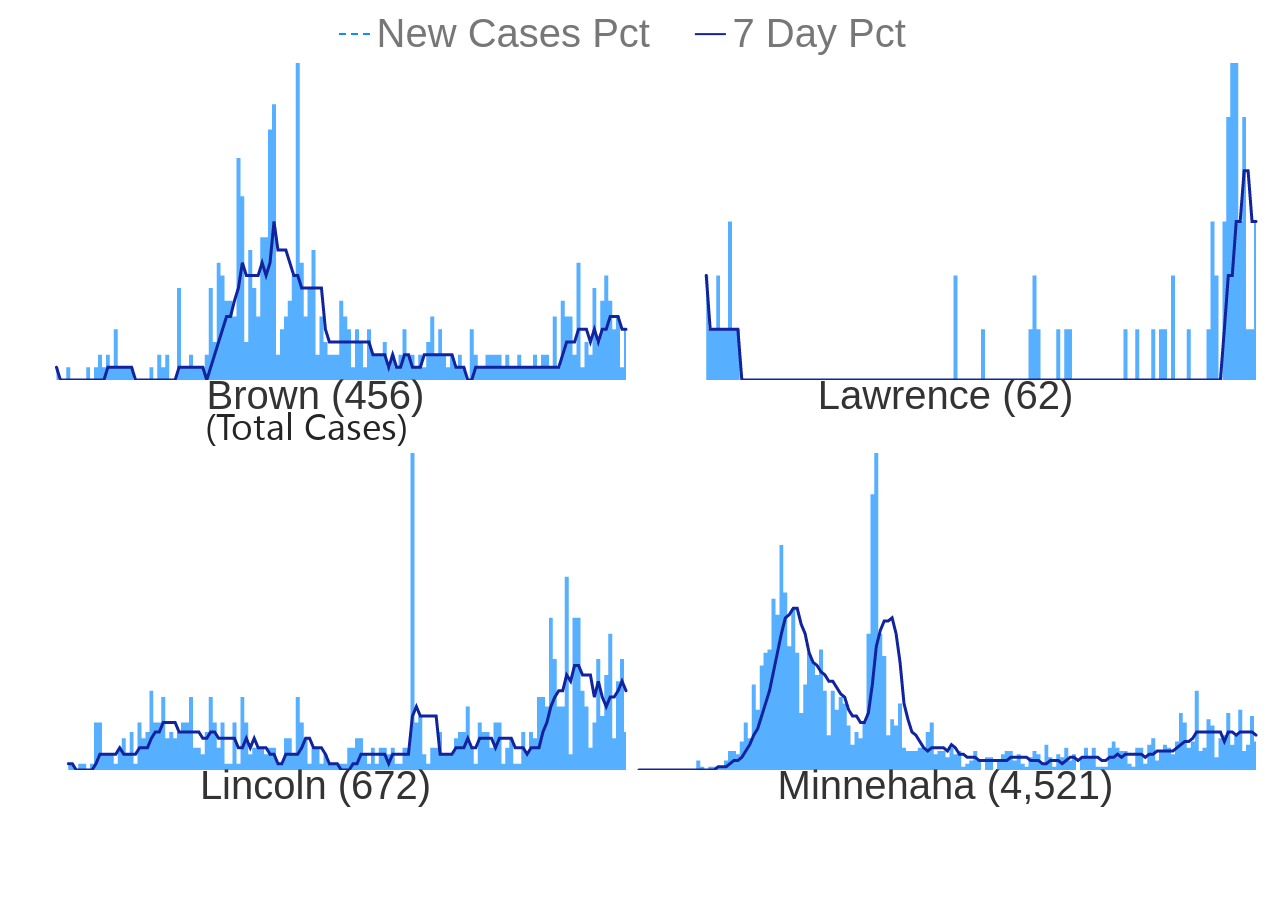 New Cases Pct 7 Day Pct
Brown (456)
(Total Cases)
Lawrence (62)
Lincoln (672)
Minnehaha (4,521)